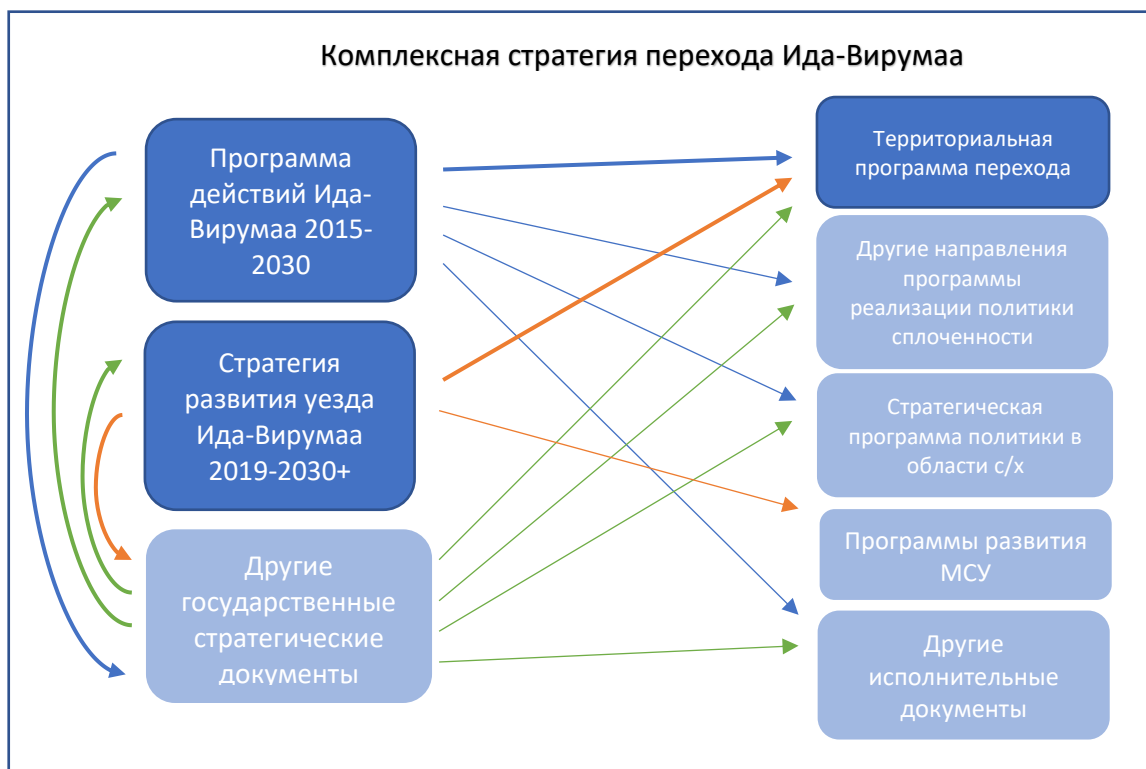 Комплексная стратегия перехода Ида-Вирумаа
Программа
действий Ида-
Вирумаа 2015-
2030
Стратегия
развития уезда
Ида-Вирумаа
2019-2030+
Другие
государственные
стратегические
документы
Территориальная
программа перехода
Другие направления
программы
реализации политики
сплоченности
Стратегическая
программа политики в
области с/х
Программы развития
МСУ
Другие
исполнительные
документы